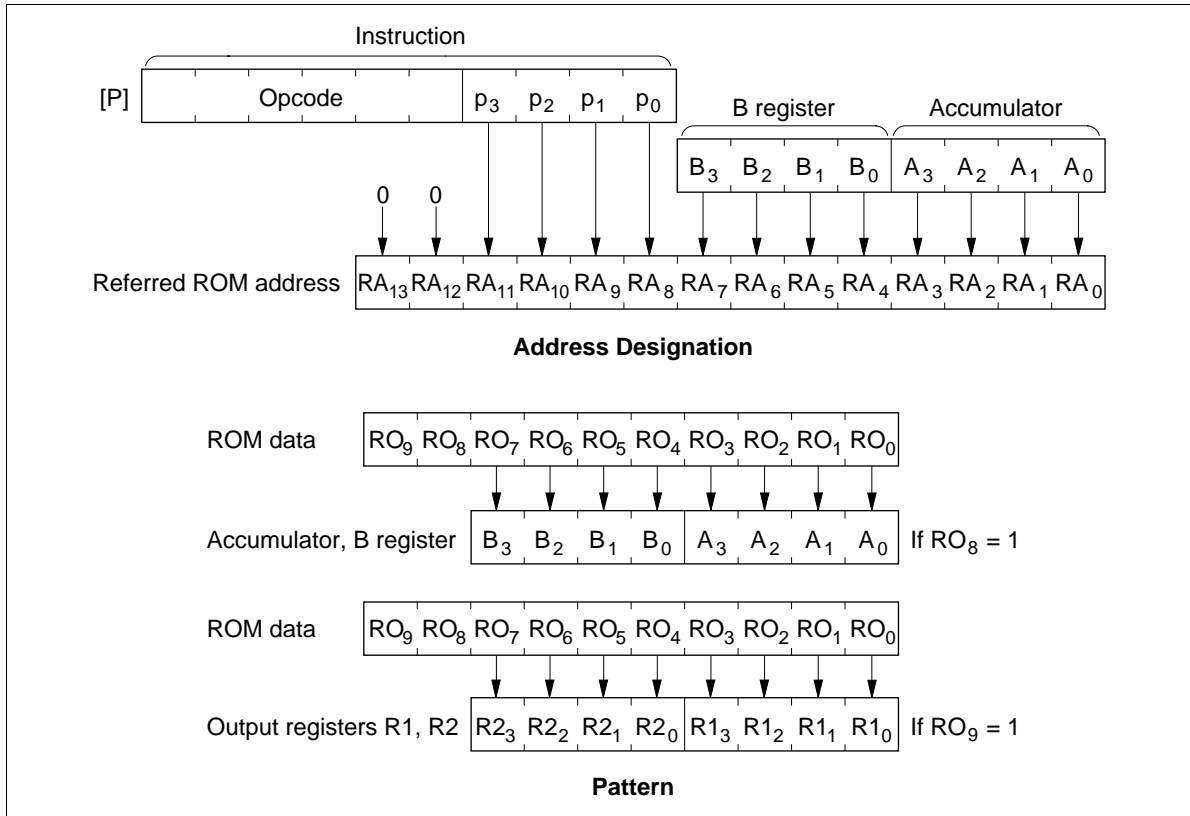 Instruction
[P] Opcode p3 p2 p1 p0
B register Accumulator
B3 B2 B1 B0 A3 A2 A1 A0
0 0
Referred ROM address RA13 RA12 RA11 RA10 RA9 RA8 RA7 RA6 RA5 RA4 RA3 RA2 RA1 RA0
Address Designation
ROM data RO9 RO8 RO7 RO6 RO5 RO4 RO3 RO2 RO1 RO0
Accumulator, B register B3 B2 B1 B0 A3 A2 A1 A0 If RO8 = 1
ROM data RO9 RO8 RO7 RO6 RO5 RO4 RO3 RO2 RO1 RO0
Output registers R1, R2 R23 R22 R21 R20 R13 R12 R11 R10 If RO9 = 1
Pattern